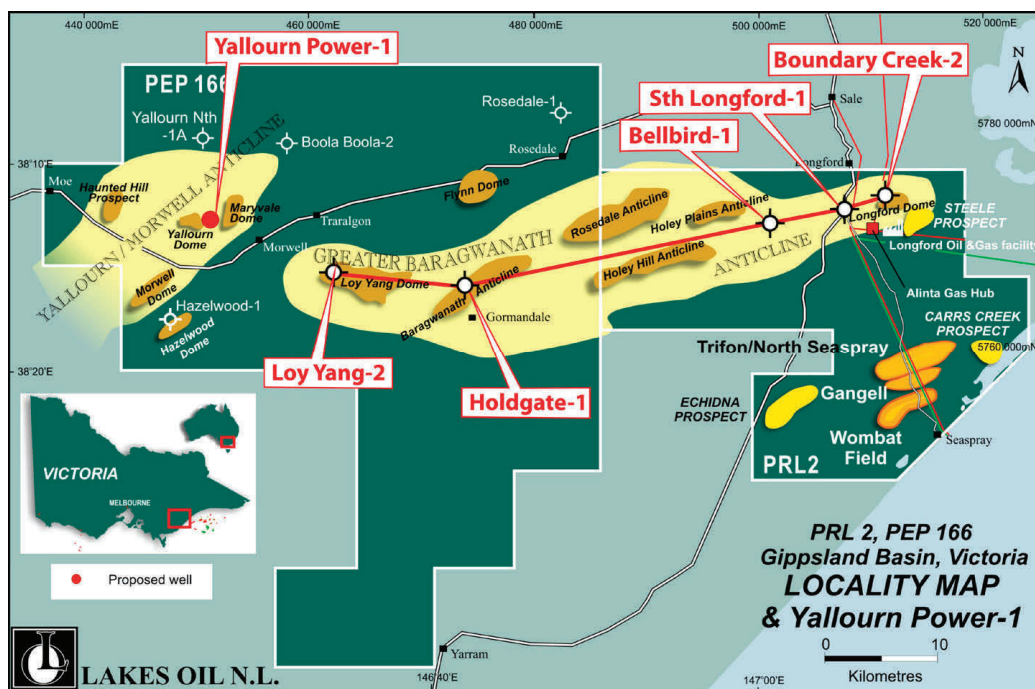 440 000mE
460 000mE
480 000mE
500 000mE
520 000mE
Yallourn Power-1
Boundary Creek-2
N
PEP 166
Sth Longford-1
Yallourn Nth
-1A
Rosedale-1
Sale
Boola Boola-2
Bellbird-1
5780 000mN
38°10'
Rosedale
Longford
Moe
YALLOURN / MORWELL ANTICLINE
Haunted Hill
Prospect
Maryvale
Dome
Flynn Dome
Traralgon
Yallourn
Dome
Rosedale Anticline
Holey Plains Anticline
Longford Dome
STEELE
PROSPECT
Morwell
GREATER BARAGWANATH
ANTICLINE
Longford Oil &Gas facility
Morwell
Dome
Loy Yang Dome
Baragwanath Anticline
Holey Hill Anticline
Alinta Gas Hub
Hazelwood-1
Hazelwood
Dome
Gormandale
CARRS CREEK
PROSPECT
Trifon/North Seaspray
5760 000mN
38°20'
Loy Yang-2
Holdgate-1
ECHIDNA
PROSPECT
Gangell
Wombat
Field
Seaspray
PRL2
VICTORIA
MELBOURNE
Proposed well
PRL 2, PEP 166
Gippsland Basin, Victoria
LOCALITY MAP
& Yallourn Power-1
0
10
Kilometres
LAKES OIL N.L.
Yarram
146°40'
147°00'